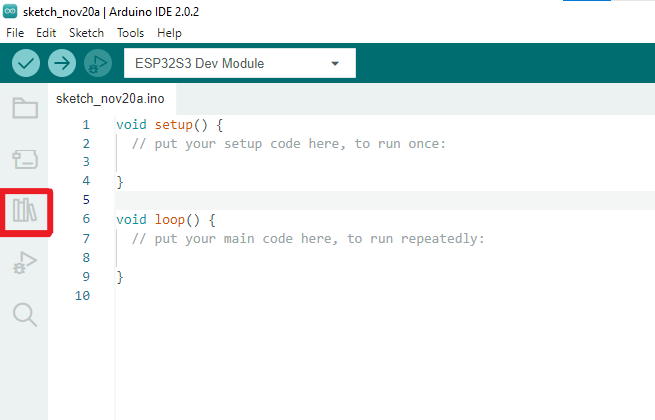 sketch_nov20a | Arduino IDE 2.0.2
File Edit Sketch Tools Help
ESP32S3 Dev Module
sketch_nov20a.ino
1 void setup() {
2 // put your setup code here, to run once:
3
4 }
5
6 void loop() {
7 // put your main code here, to run repeatedly:
8
9 }
10